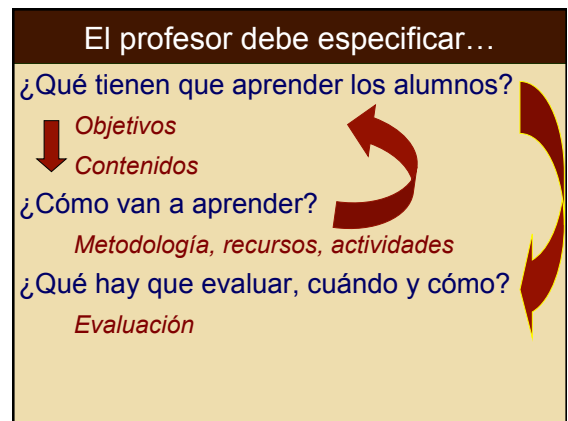 El profesor debe especificar…
¿Qué tienen que aprender los alumnos?
Objetivos
Contenidos
¿Cómo van a aprender?
Metodología, recursos, actividades
¿Qué hay que evaluar, cuándo y cómo?
Evaluación